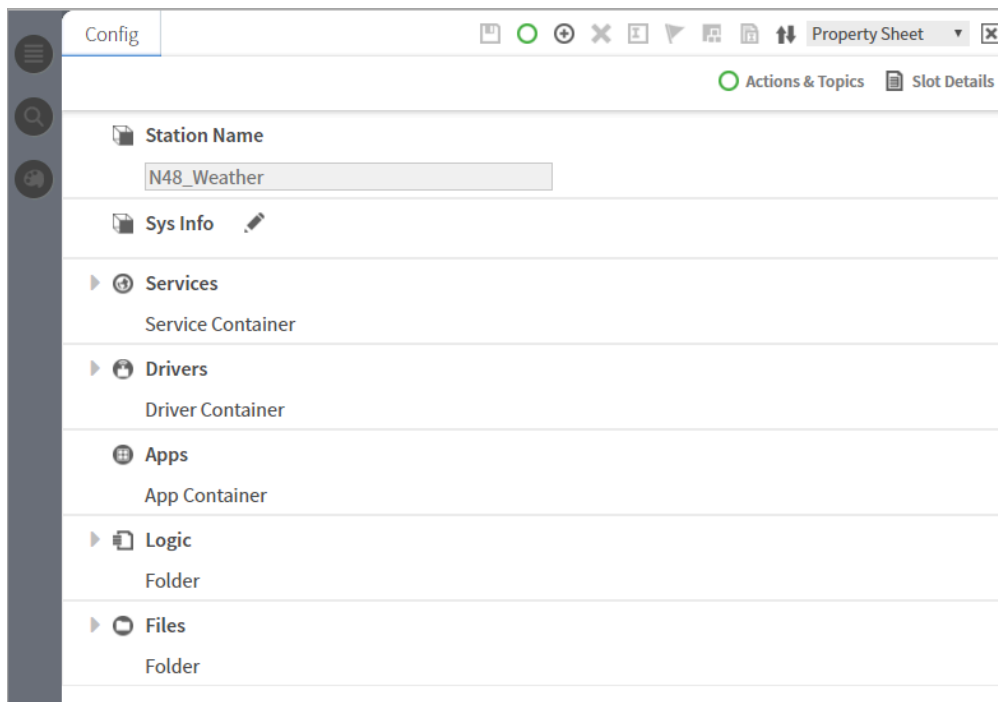 Config
Property Sheet
Actions & Topics Slot Details
Station Name
N48_Weather
Sys Info
Services
Service Container
Drivers
Driver Container
Apps
App Container
Logic
Folder
Files
Folder